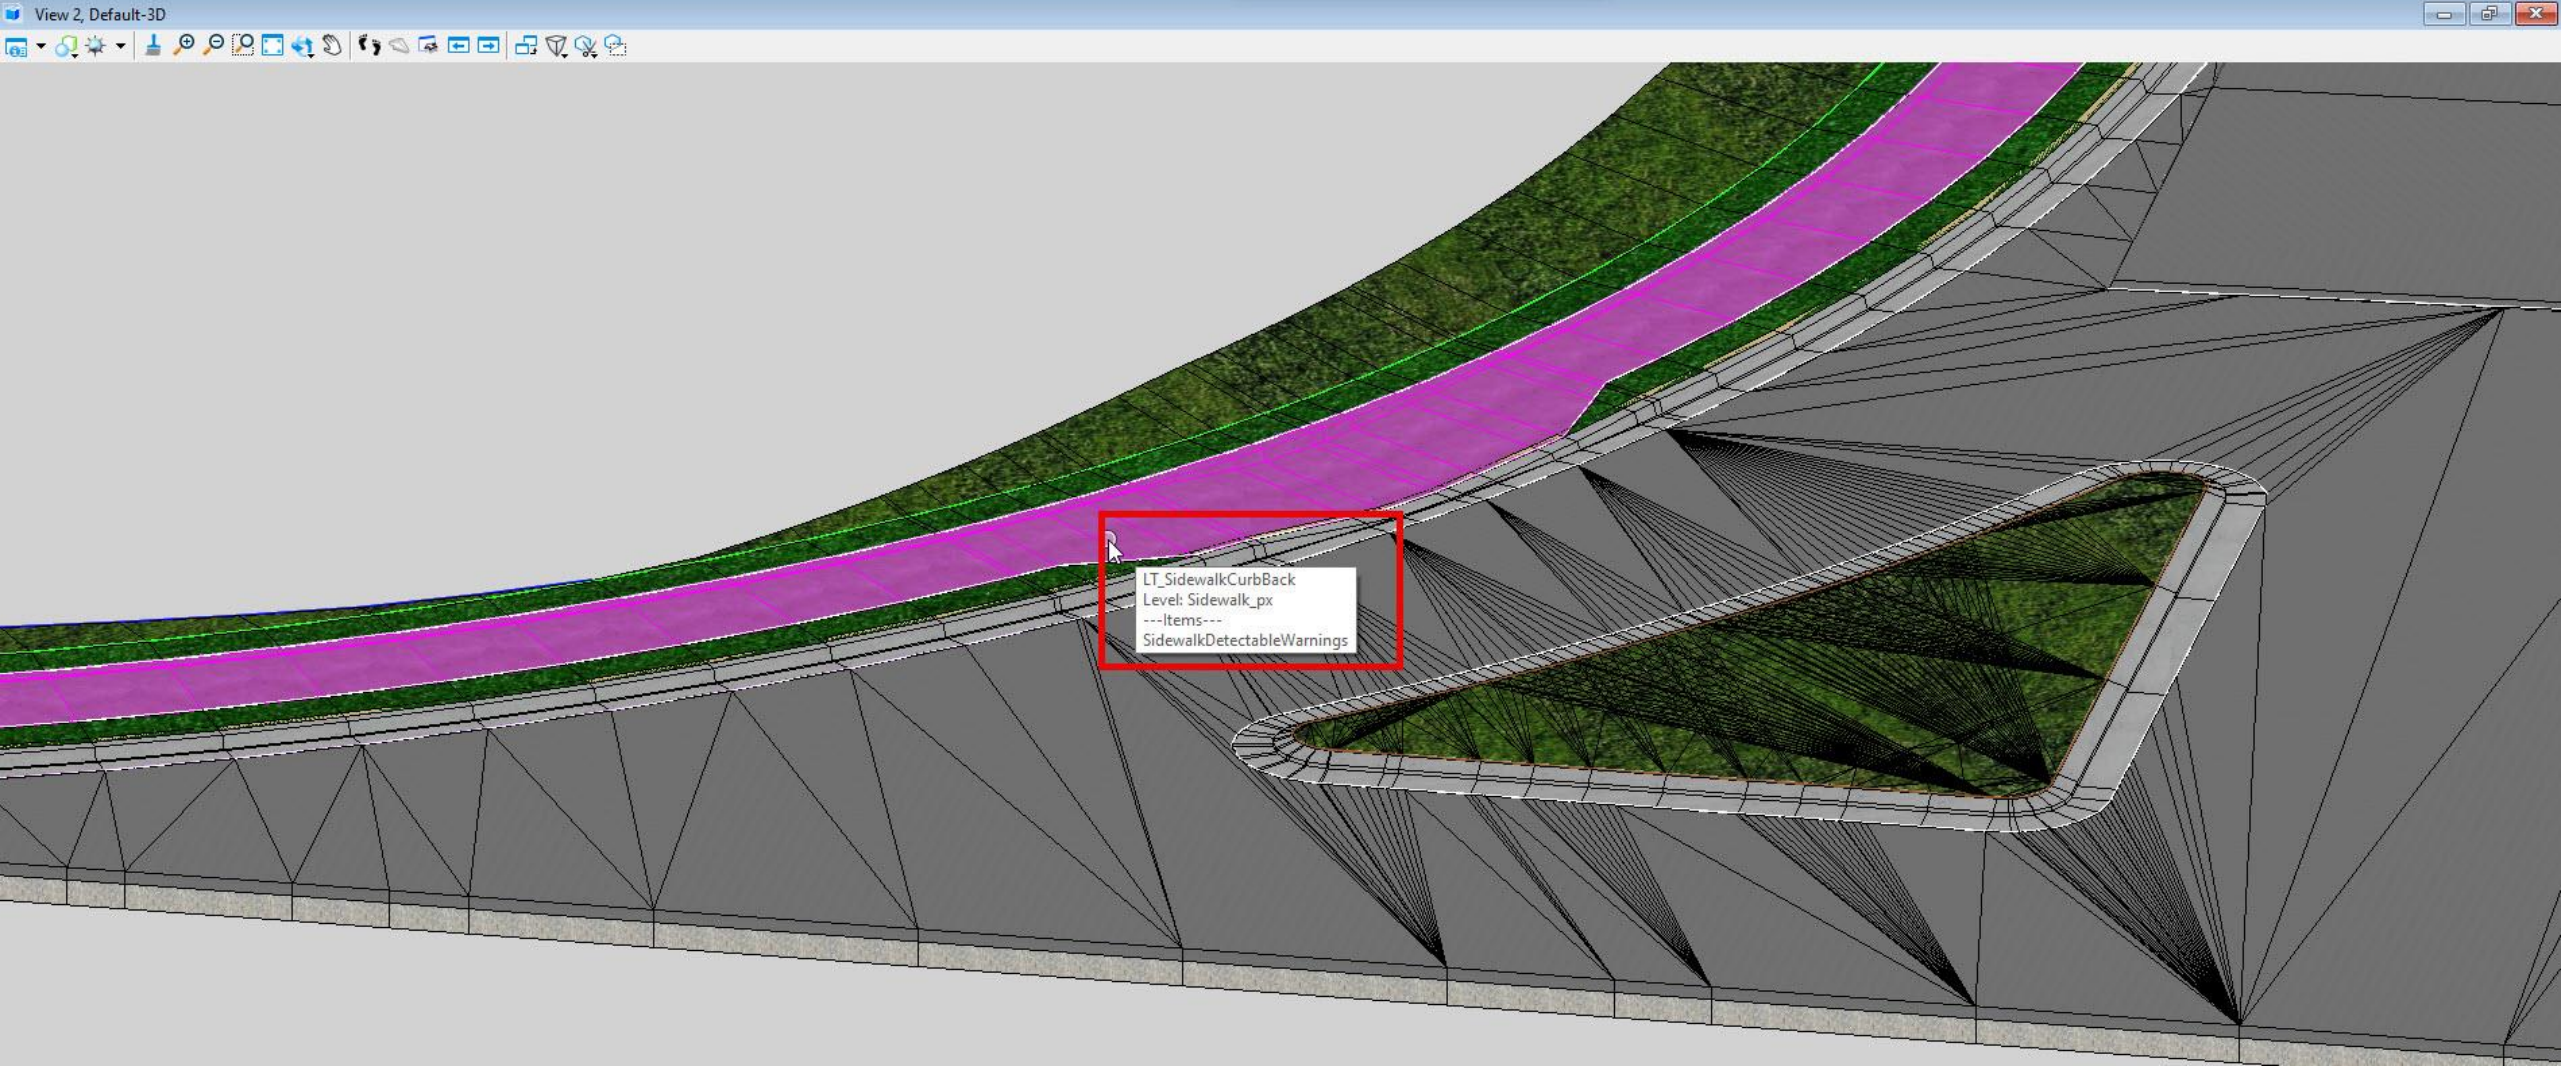 View 2, Default-3D
LT_SidewalkCurbBack
Level: Sidewalk_px
---Items---
SidewalkDetectableWarnings